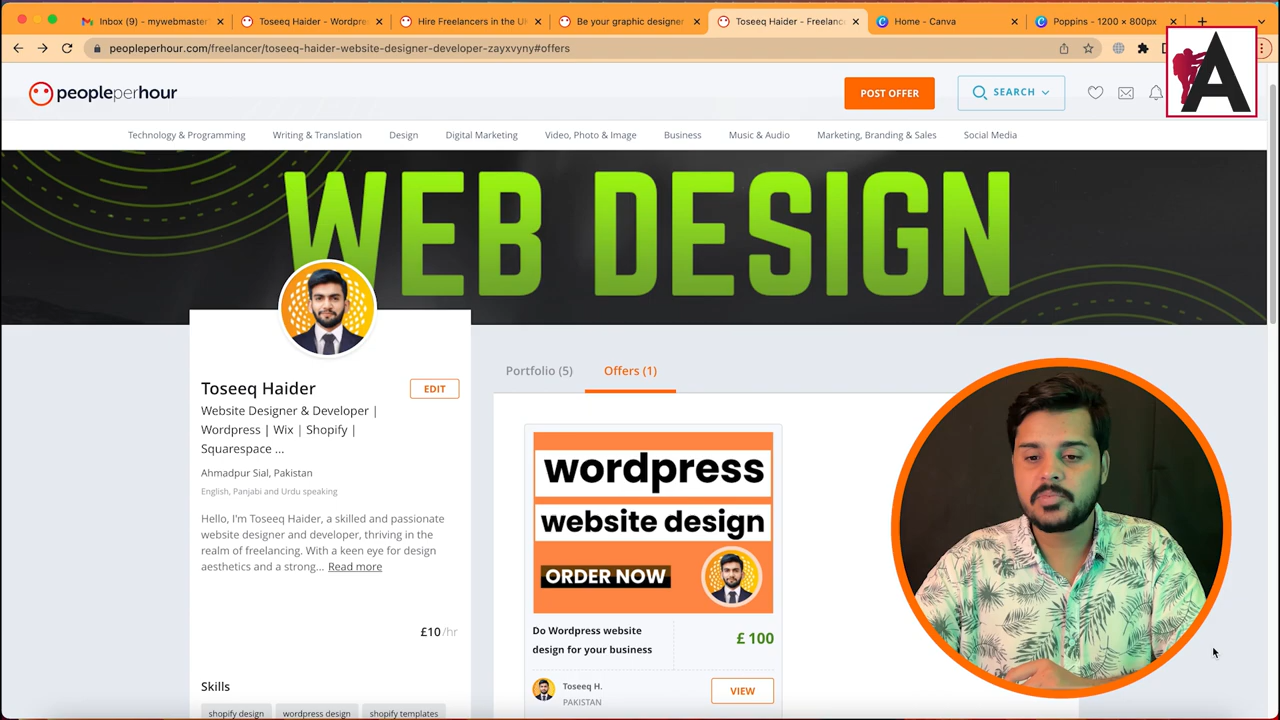 Inbox (9) - mywebmaster
Toseeq Haider - Wordpre
Hire Freelancers in the U
Be your graphic designer
Toseeq Haider - Freelanc
Home - Canva
Poppins - 1200 × 800px
peopleperhour.com/freelancer/toseeq-haider-website-designer-developer-zayxvyny#offers
A
peopleperhour
POST OFFER
SEARCH
Technology & Programming
Writing & Translation
Design
Digital Marketing
Video, Photo & Image
Business
Music & Audio
Marketing, Branding & Sales
Social Media
WEB DESIGN
Toseeq Haider
EDIT
Website Designer & Developer |
Wordpress | Wix | Shopify |
Squarespace ...
Ahmadpur Sial, Pakistan
English, Panjabi and Urdu speaking
Hello, I'm Toseeq Haider, a skilled and passionate
website designer and developer, thriving in the
realm of freelancing. With a keen eye for design
aesthetics and a strong... Read more
£10/hr
Skills
shopify design
wordpress design
shopify templates
Portfolio (5)
Offers (1)
wordpress
website design
ORDER NOW
Do Wordpress website
design for your business
£ 100
Toseeq H.
PAKISTAN
VIEW